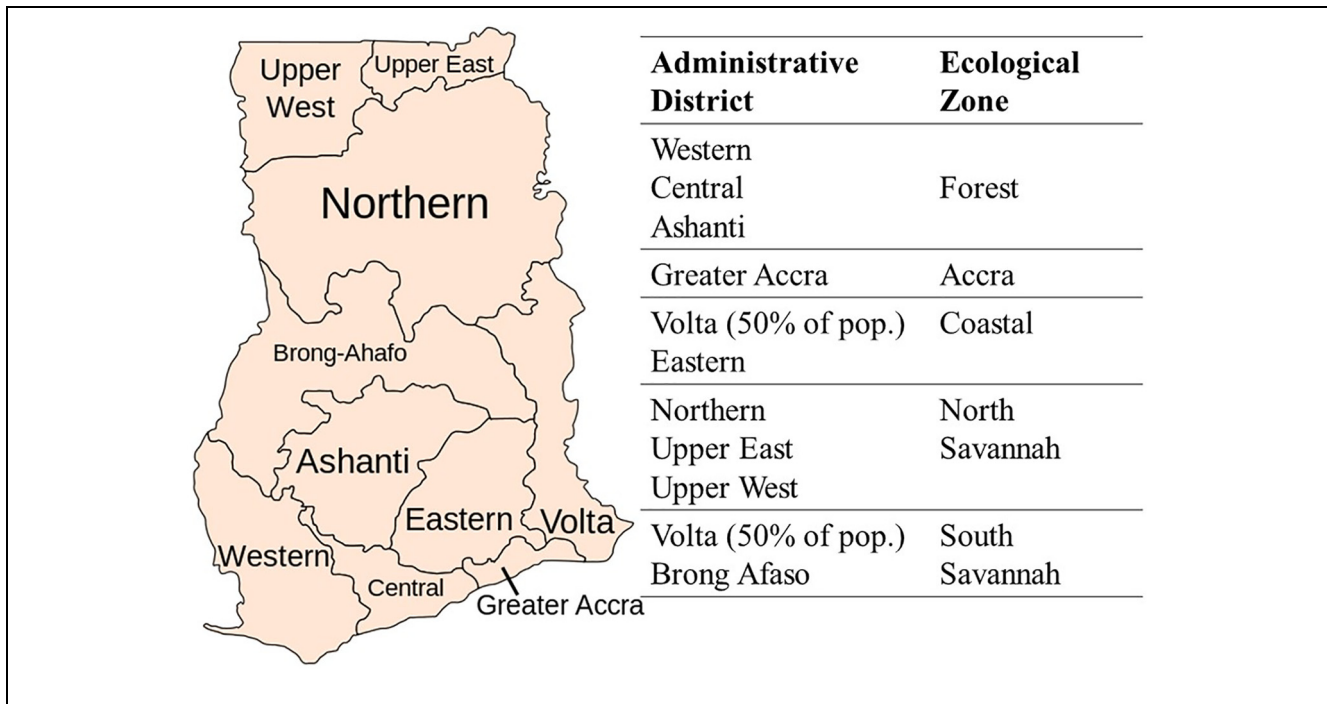 Upper
West
Upper East
Northern
Brong-Ahafo
Ashanti
Eastern
Volta
Western
Central
Greater Accra
Administrative District Ecological Zone
Western
Central Forest
Ashanti
Greater Accra Accra
Volta (50% of pop.) Coastal
Eastern
Northern North
Upper East Savannah
Upper West
Volta (50% of pop.) South
Brong Afaso Savannah